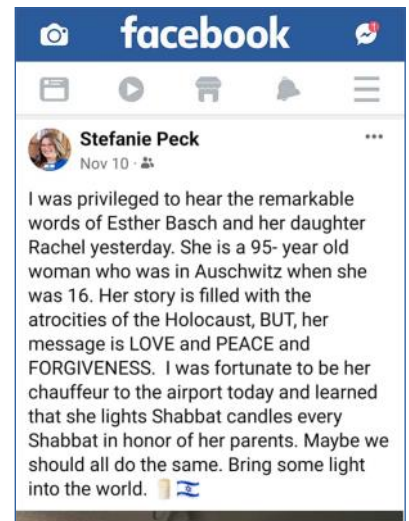 facebook
Stefanie Peck
Nov 10 ·
I was privileged to hear the remarkable
words of Esther Basch and her daughter
Rachel yesterday. She is a 95- year old
woman who was in Auschwitz when she
was 16. Her story is filled with the
atrocities of the Holocaust, BUT, her
message is LOVE and PEACE and
FORGIVENESS.  I was fortunate to be her
chauffeur to the airport today and learned
that she lights Shabbat candles every
Shabbat in honor of her parents. Maybe we
should all do the same. Bring some light
into the world. 🕯️🇮🇱